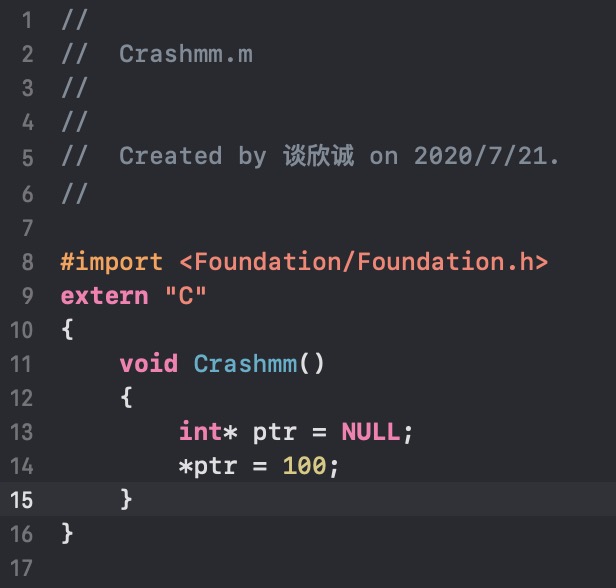 1 //
2 //  Crashmm.m
3 //
4 //
5 //  Created by 谈欣诚 on 2020/7/21.
6 //
7
8 #import <Foundation/Foundation.h>
9 extern "C"
10 {
11     void Crashmm()
12     {
13         int* ptr = NULL;
14         *ptr = 100;
15     }
16 }
17